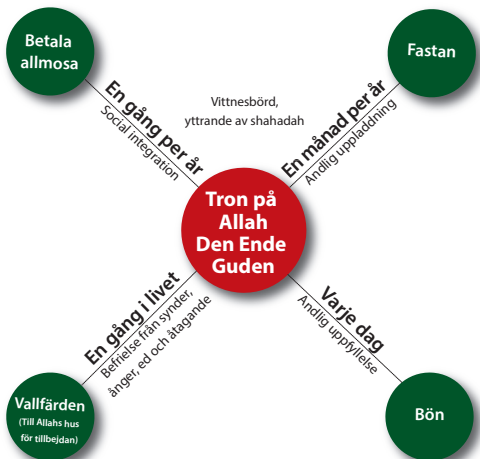 Betala
allmosa
Fastan
En gång per år
Social integration
Vittnesbörd,
yttrande av shahadah
En månad per år
Andlig uppladdning
Tron på
Allah
Den Ende
Guden
En gång i livet
Befrielse från synder,
ånger, ed och åtagande
Varje dag
Andlig uppfyllelse
Vallfärden
(Till Allahs hus
för tillbejdan)
Bön